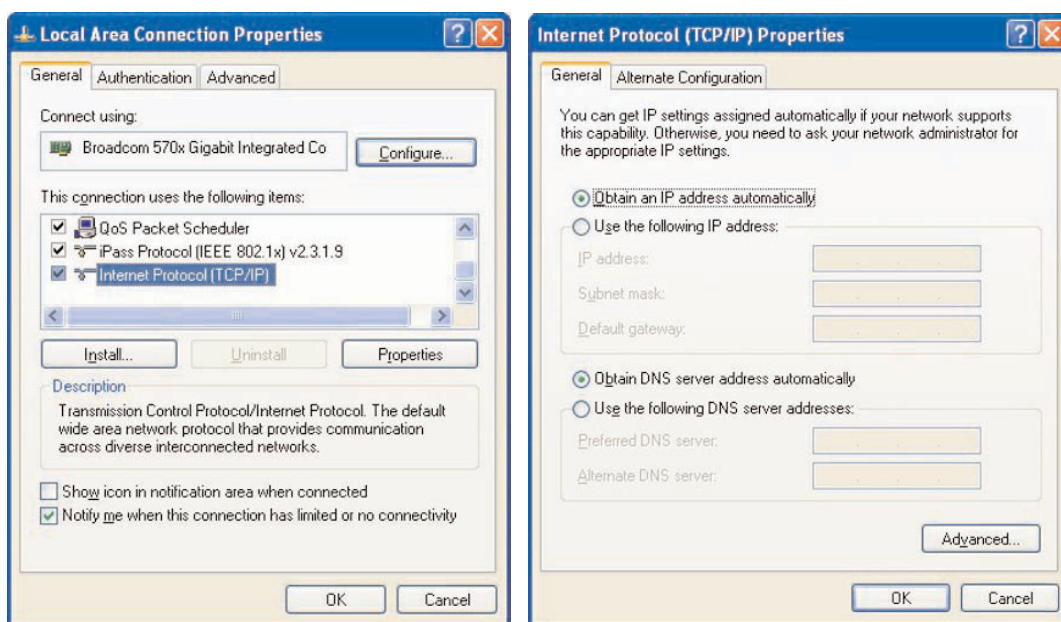 Local Area Connection Properties
General Authentication Advanced
Connect using:
Broadcom 570x Gigabit Integrated Co
Configure...
This connection uses the following items:
QoS Packet Scheduler
iPass Protocol (IEEE 802.1x) v2.3.1.9
Internet Protocol (TCP/IP)
Install... Uninstall Properties
Description
Transmission Control Protocol/Internet Protocol. The default
wide area network protocol that provides communication
across diverse interconnected networks.
Show icon in notification area when connected
Notify me when this connection has limited or no connectivity
OK Cancel
Internet Protocol (TCP/IP) Properties
General Alternate Configuration
You can get IP settings assigned automatically if your network supports
this capability. Otherwise, you need to ask your network administrator for
the appropriate IP settings.
Obtain an IP address automatically
Use the following IP address:
IP address:
Subnet mask:
Default gateway:
Obtain DNS server address automatically
Use the following DNS server addresses:
Preferred DNS server:
Alternate DNS server:
Advanced...
OK Cancel